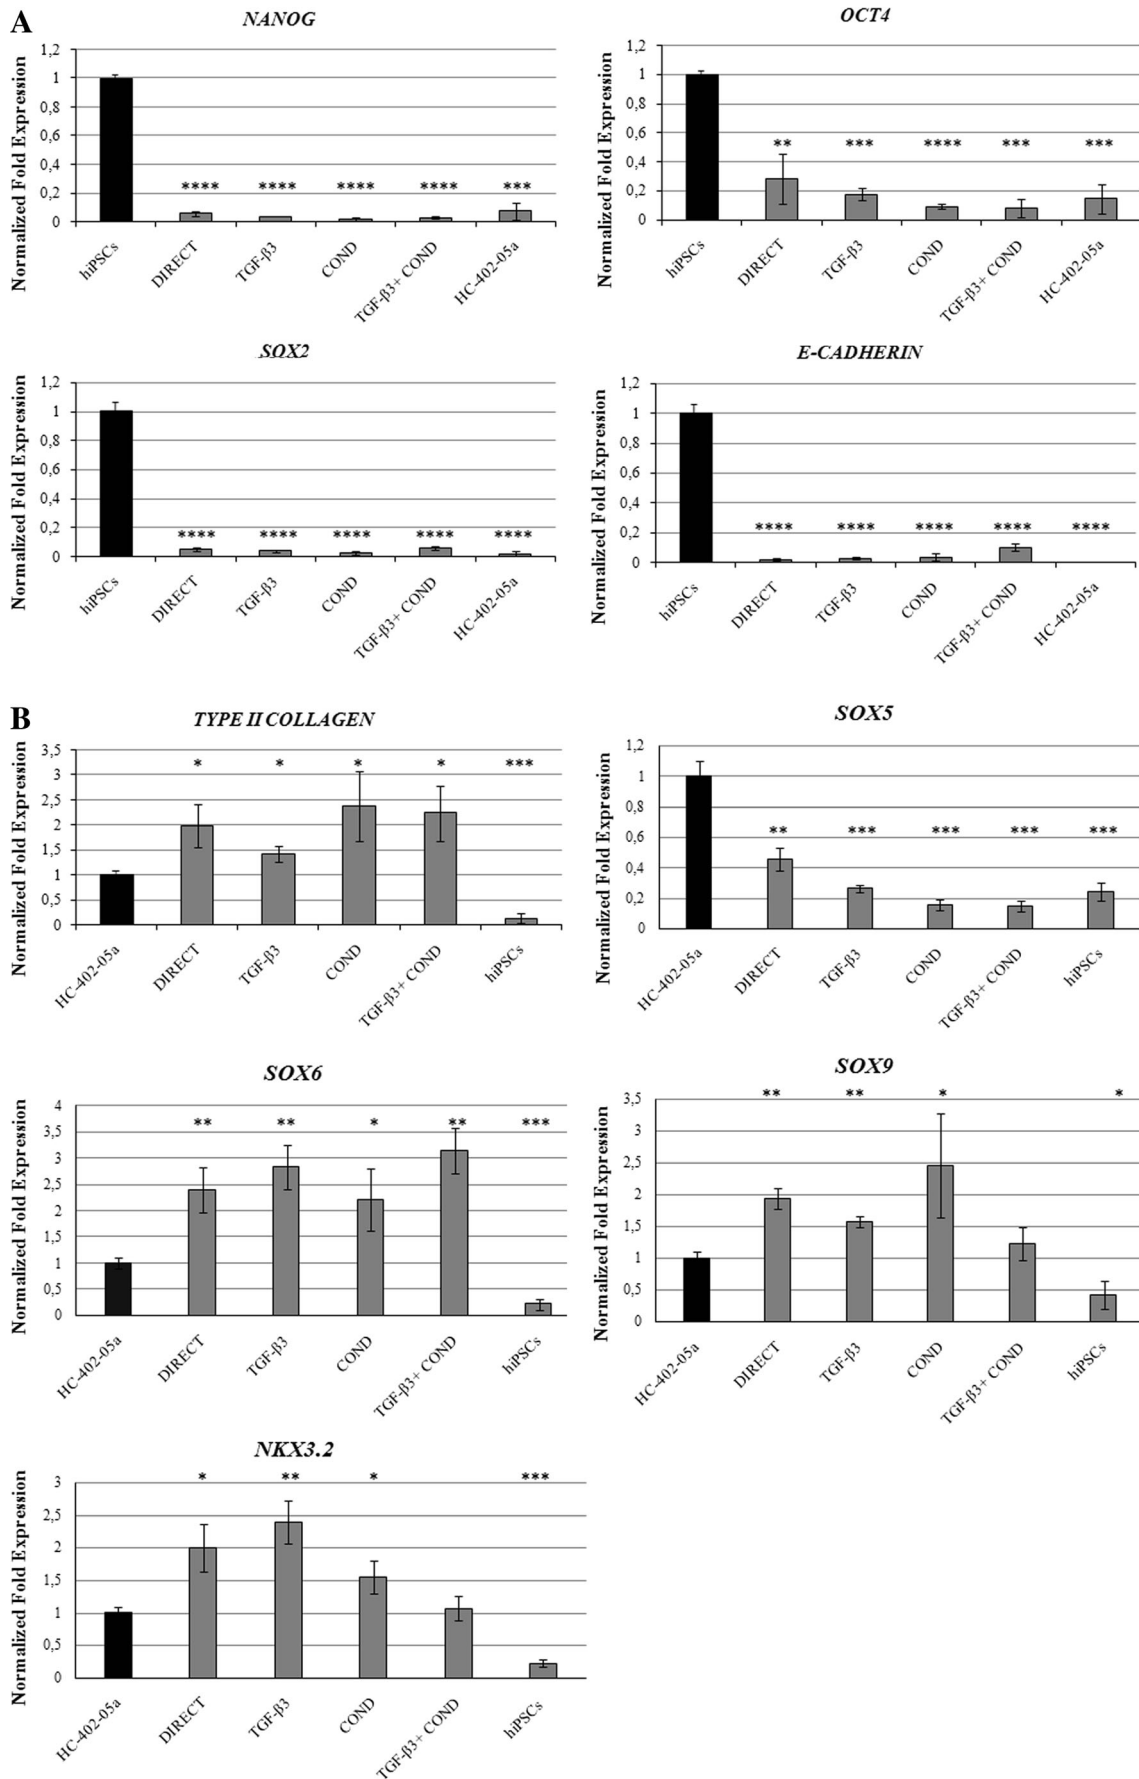 A
NANOG
Normalized Fold Expression
1,2
1
0,8
0,6
0,4
0,2
0
**** **** **** **** ***
hiPSCs
DIRECT
TGF-β3
COND
TGF-β3+ COND
HC-402-05a
OCT4
Normalized Fold Expression
1,2
1
0,8
0,6
0,4
0,2
0
** *** **** *** ***
hiPSCs
DIRECT
TGF-β3
COND
TGF-β3+ COND
HC-402-05a
SOX2
Normalized Fold Expression
1,2
1
0,8
0,6
0,4
0,2
0
**** **** **** **** ****
hiPSCs
DIRECT
TGF-β3
COND
TGF-β3+ COND
HC-402-05a
E-CADHERIN
Normalized Fold Expression
1,2
1
0,8
0,6
0,4
0,2
0
**** **** **** **** ****
hiPSCs
DIRECT
TGF-β3
COND
TGF-β3+ COND
HC-402-05a
B
TYPE II COLLAGEN
Normalized Fold Expression
3,5
3
2,5
2
1,5
1
0,5
0
* * * * ***
HC-402-05a
DIRECT
TGF-β3
COND
TGF-β3+ COND
hiPSCs
SOX5
Normalized Fold Expression
1,2
1
0,8
0,6
0,4
0,2
0
** *** *** *** ***
HC-402-05a
DIRECT
TGF-β3
COND
TGF-β3+ COND
hiPSCs
SOX6
Normalized Fold Expression
4
3,5
3
2,5
2
1,5
1
0,5
0
** ** * ** ***
HC-402-05a
DIRECT
TGF-β3
COND
TGF-β3+ COND
hiPSCs
SOX9
Normalized Fold Expression
3,5
3
2,5
2
1,5
1
0,5
0
** ** * *
HC-402-05a
DIRECT
TGF-β3
COND
TGF-β3+ COND
hiPSCs
NKX3.2
Normalized Fold Expression
3
2,5
2
1,5
1
0,5
0
* ** * ***
HC-402-05a
DIRECT
TGF-β3
COND
TGF-β3+ COND
hiPSCs